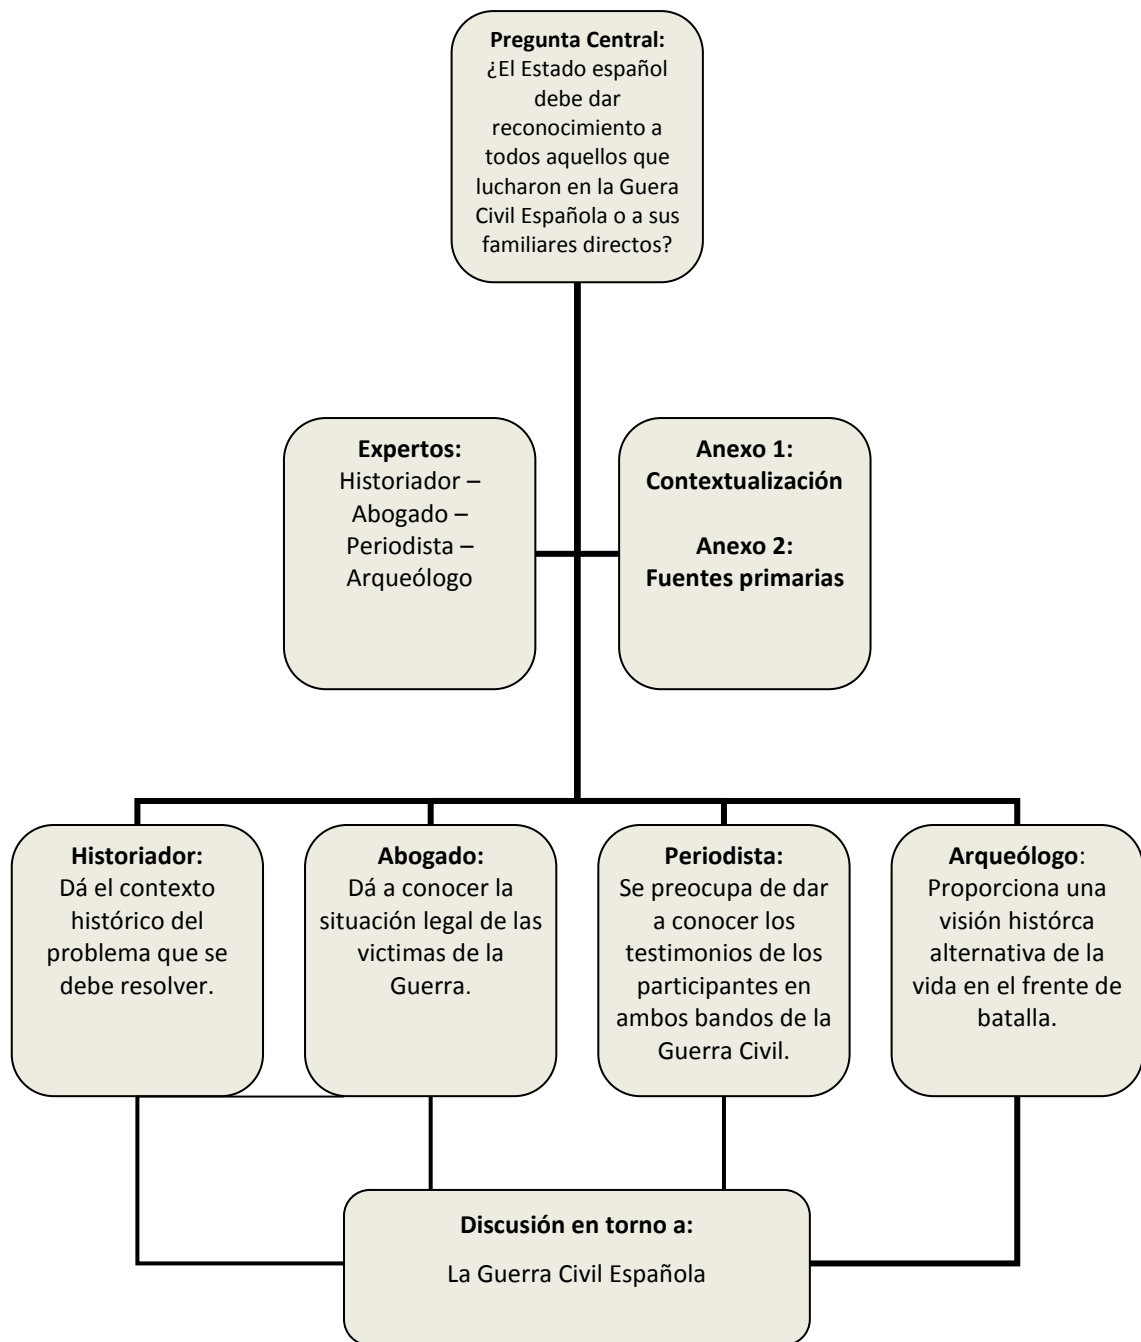 Pregunta Central:
¿El Estado español
debe dar
reconocimiento a
todos aquellos que
lucharon en la Guera
Civil Española o a sus
familiares directos?
Expertos:
Historiador –
Abogado –
Periodista –
Arqueólogo
Anexo 1:
Contextualización
Anexo 2:
Fuentes primarias
Historiador:
Dá el contexto
histórico del
problema que se
debe resolver.
Abogado:
Dá a conocer la
situación legal de las
victimas de la
Guerra.
Periodista:
Se preocupa de dar
a conocer los
testimonios de los
participantes en
ambos bandos de la
Guerra Civil.
Arqueólogo:
Proporciona una
visión histórca
alternativa de la
vida en el frente de
batalla.
Discusión en torno a:
La Guerra Civil Española